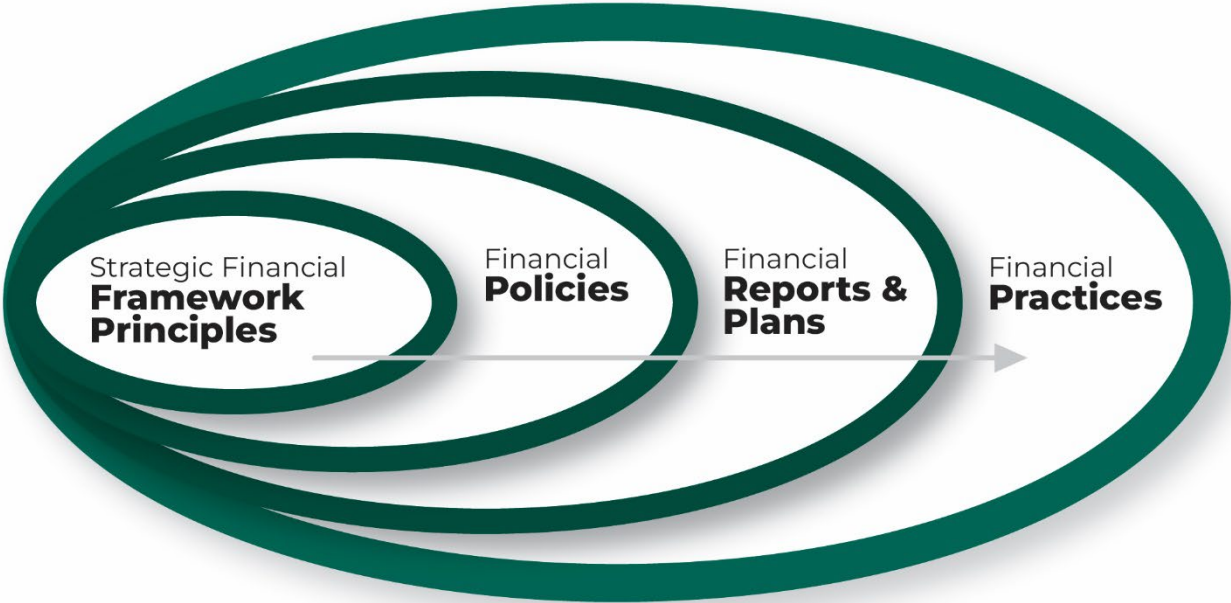 Strategic Financial
Framework
Principles
Financial
Policies
Financial
Reports &
Plans
Financial
Practices